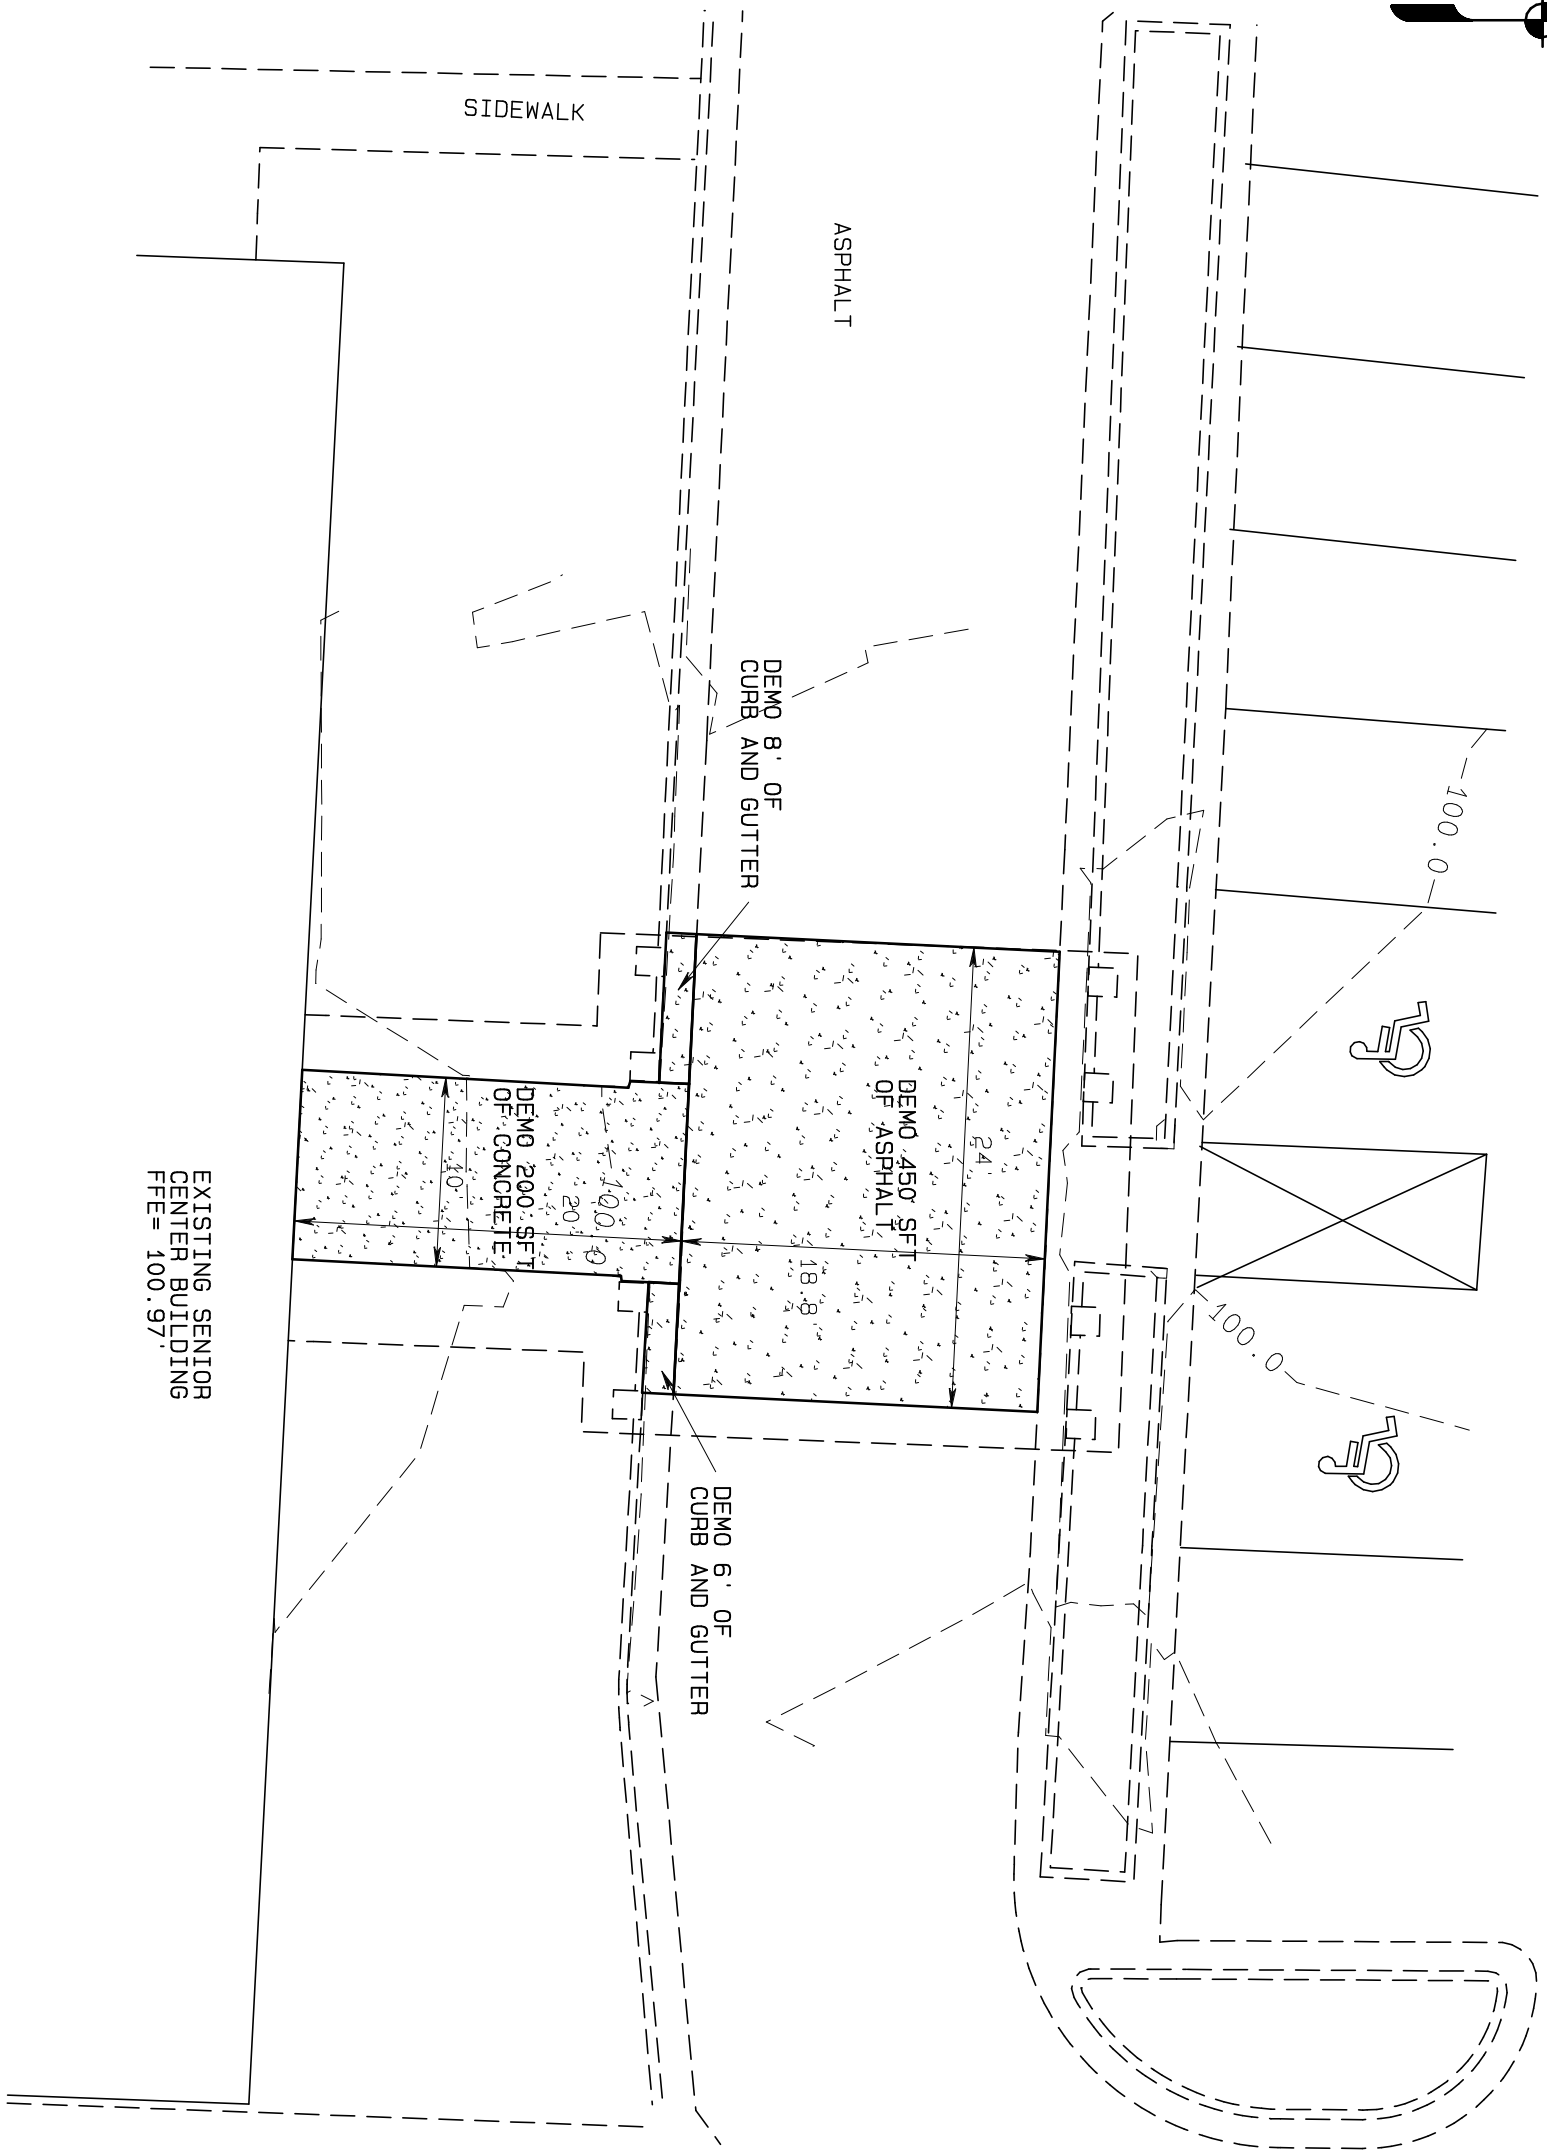 SIDEWALK
ASPHALT
DEMO 8' OF
CURB AND GUTTER
100.0
DEMO 450 SFT
OF ASPHALT
24
18.8
DEMO 200 SFT
OF CONCRETE
10
20
100.0
100.0
EXISTING SENIOR
CENTER BUILDING
FFE= 100.97'
DEMO 6' OF
CURB AND GUTTER